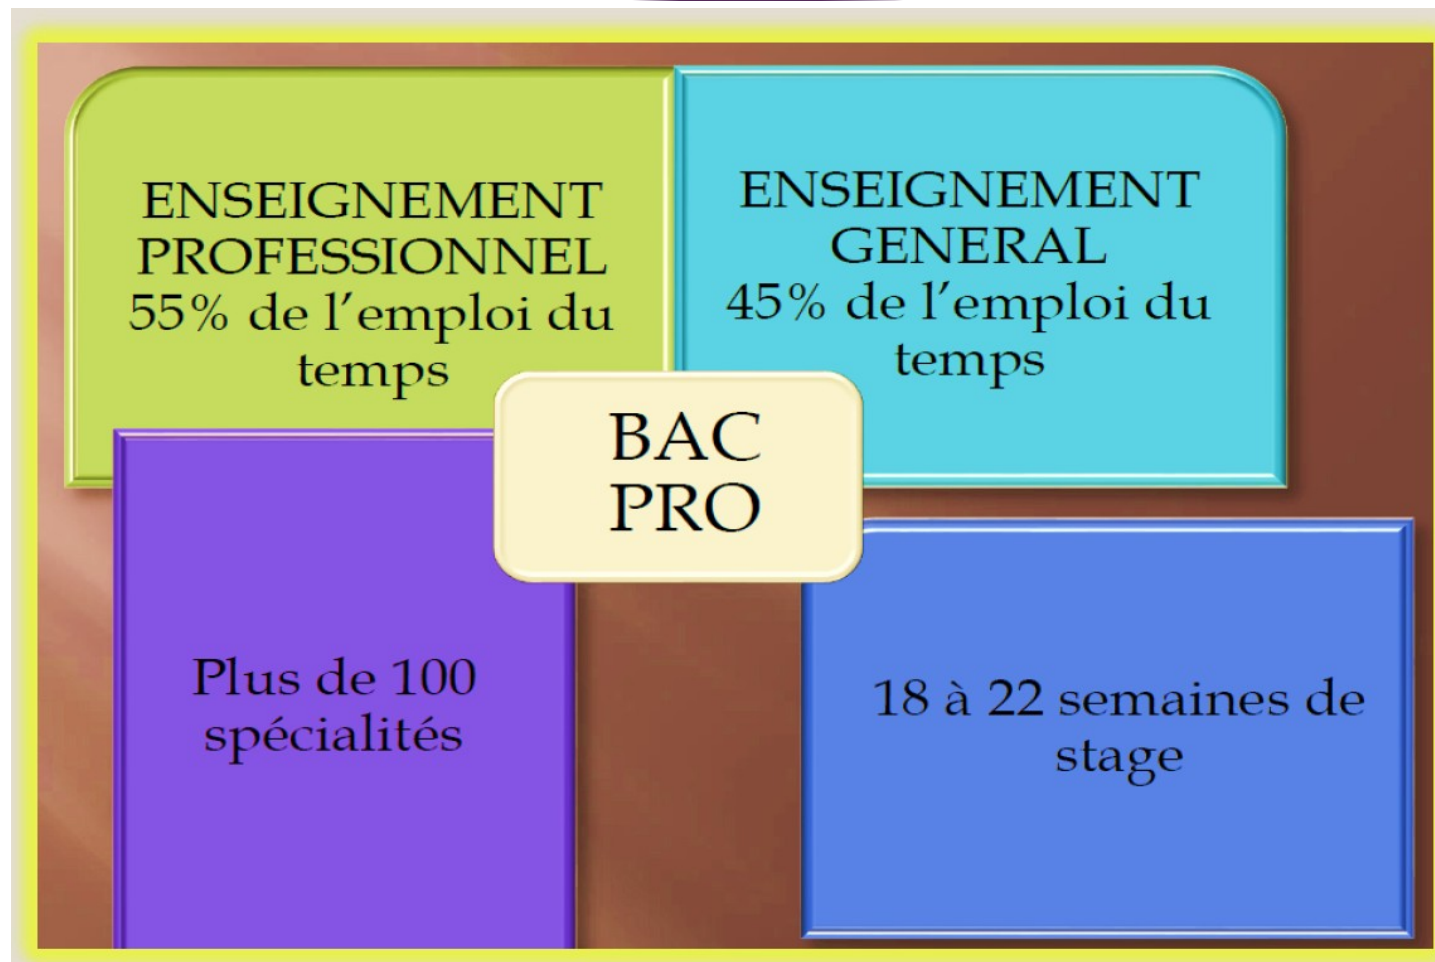 ENSEIGNEMENT
PROFESSIONNEL
55% de l’emploi du
temps
ENSEIGNEMENT
GENERAL
45% de l’emploi du
temps
BAC
PRO
Plus de 100
spécialités
18 à 22 semaines de
stage